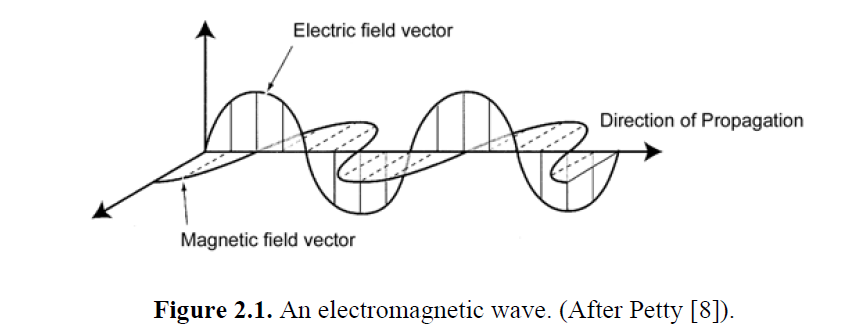 Electric field vector
Direction of Propagation
Magnetic field vector
Figure 2.1. An electromagnetic wave. (After Petty [8]).